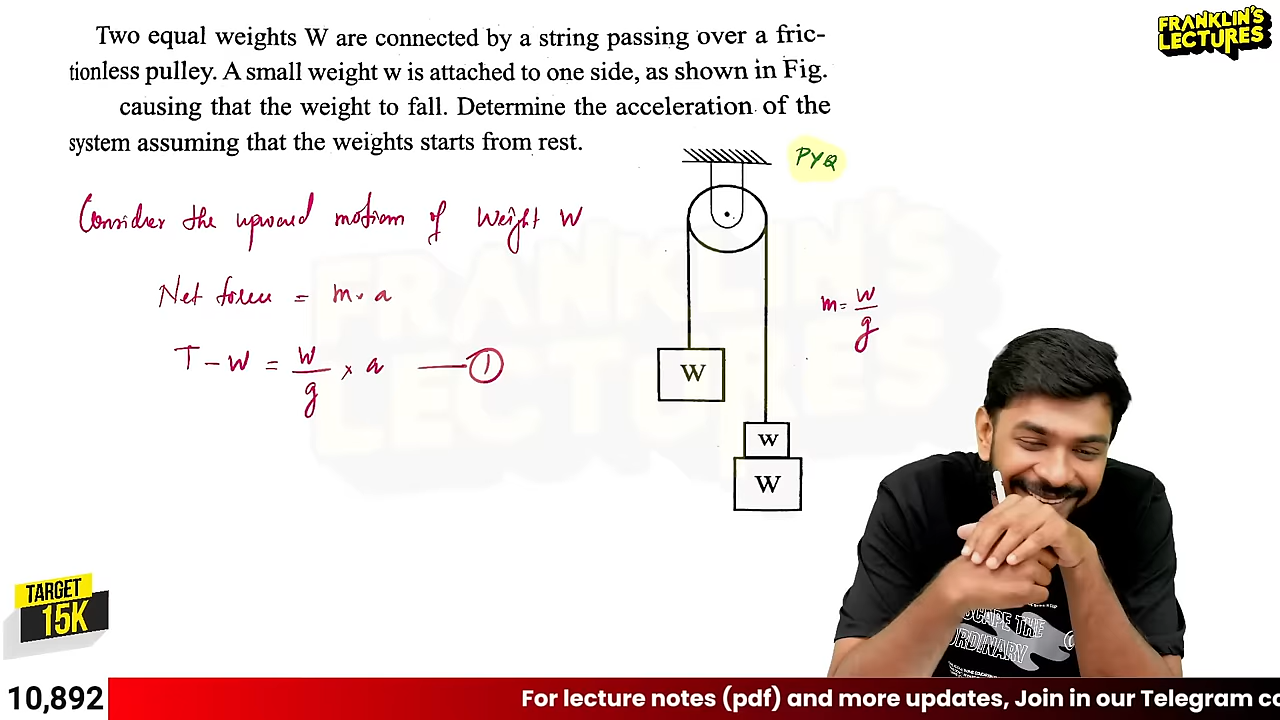 Two equal weights W are connected by a string passing over a fric-
tionless pulley. A small weight w is attached to one side, as shown in Fig.
causing that the weight to fall. Determine the acceleration of the
system assuming that the weights starts from rest.
FRANKLIN'S
LECTURES
PYQ
Consider the upward motion of Weight W
Net force = m.a
m = W/g
T - W = W/g × a —— ①
W
w
W
FRANKLIN'S
LECTURES
ESCAPE THE
ORDINARY
TARGET
15K
10,892
For lecture notes (pdf) and more updates, Join in our Telegram co